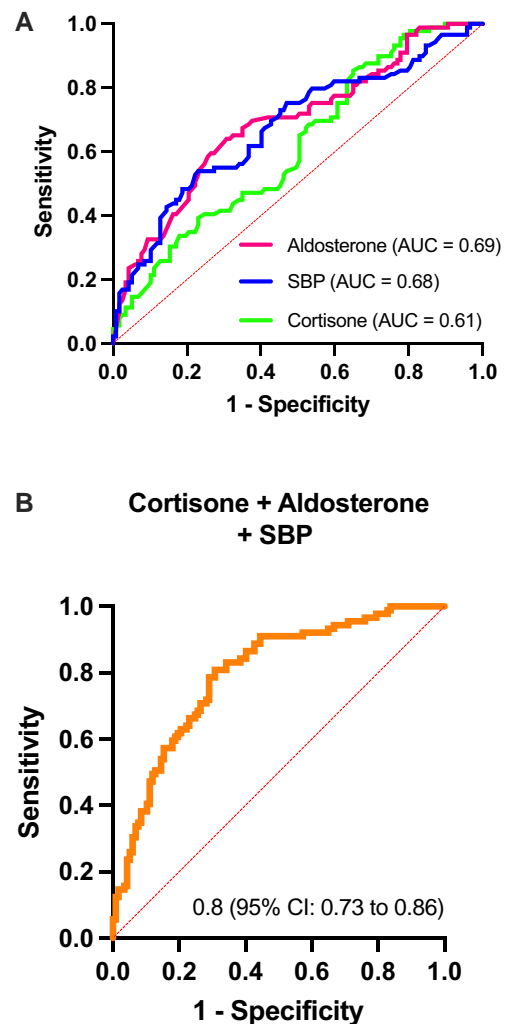 A
1.0
0.8
0.6
0.4
0.2
0.0
Sensitivity
Aldosterone (AUC = 0.69)
SBP (AUC = 0.68)
Cortisone (AUC = 0.61)
0.0 0.2 0.4 0.6 0.8 1.0
1 - Specificity
B
Cortisone + Aldosterone
+ SBP
1.0
0.8
0.6
0.4
0.2
0.0
Sensitivity
0.8 (95% CI: 0.73 to 0.86)
0.0 0.2 0.4 0.6 0.8 1.0
1 - Specificity